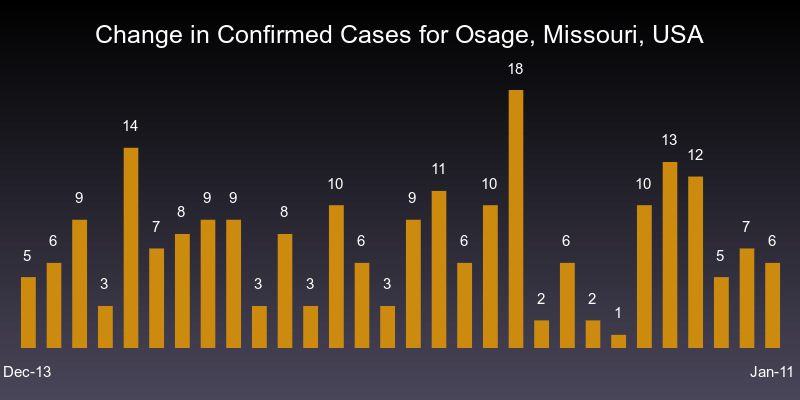 Change in Confirmed Cases for Osage, Missouri, USA
5 6 9 3 14 7 8 9 9 3 8 3 10 6 3 9 11 6 10 18 2 6 2 1 10 13 12 5 7 6
Dec-13 Jan-11